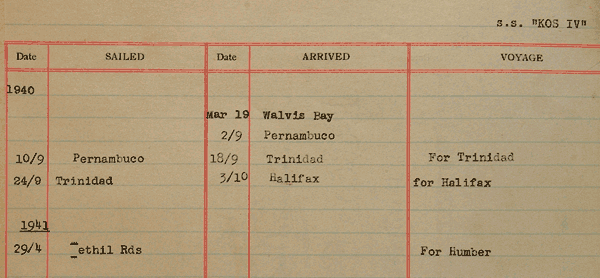 s.s. "KOS IV"
Date SAILED Date ARRIVED VOYAGE
1940
Mar 19 Walvis Bay
2/9 Pernambuco
10/9 Pernambuco 18/9 Trinidad For Trinidad
24/9 Trinidad 3/10 Halifax for Halifax
1941
29/4 ethil Rds For Humber